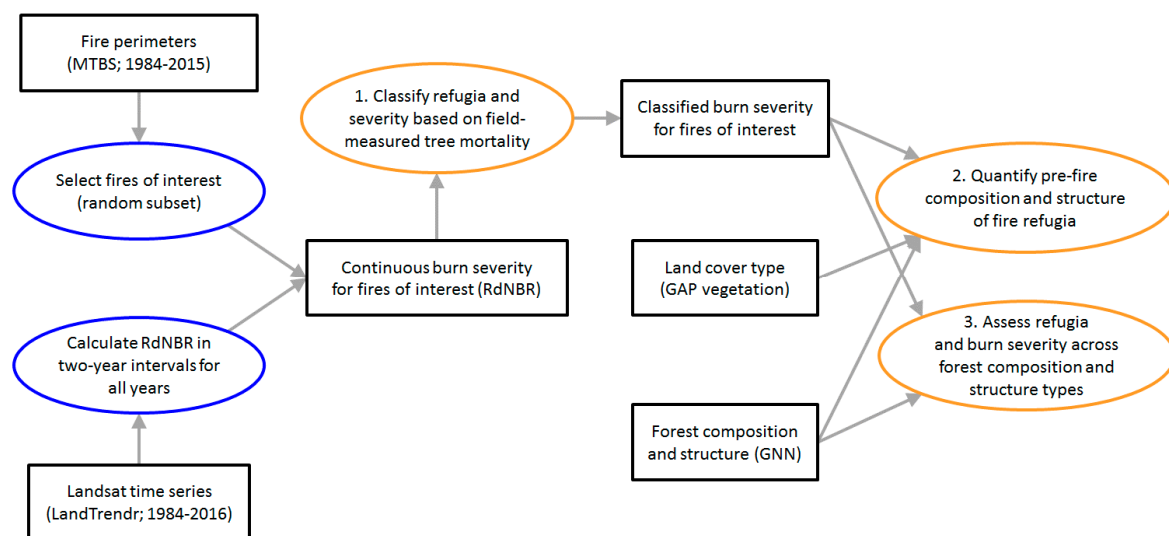 Fire perimeters
(MTBS; 1984-2015)
Select fires of interest
(random subset)
Calculate RdNBR in
two-year intervals for
all years
Landsat time series
(LandTrendr; 1984-2016)
Continuous burn severity
for fires of interest (RdNBR)
1. Classify refugia and
severity based on field-
measured tree mortality
Classified burn severity
for fires of interest
Land cover type
(GAP vegetation)
Forest composition
and structure (GNN)
2. Quantify pre-fire
composition and structure
of fire refugia
3. Assess refugia
and burn severity across
forest composition and
structure types